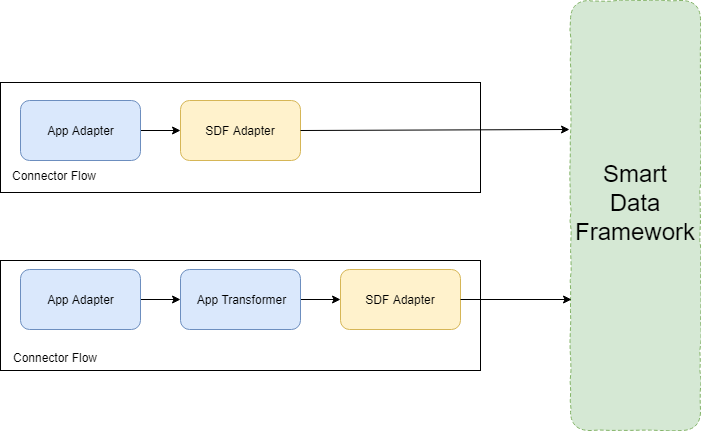 App Adapter
SDF Adapter
Connector Flow
App Adapter
App Transformer
SDF Adapter
Connector Flow
Smart
Data
Framework